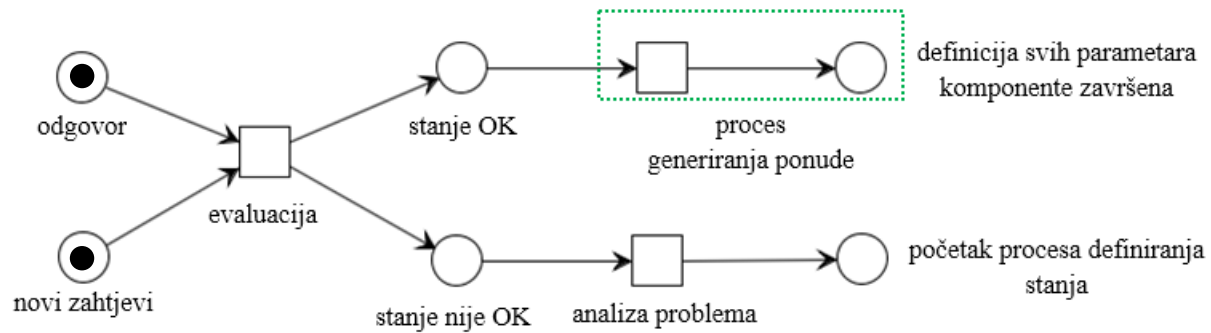 odgovor
novi zahtjevi
evaluacija
stanje OK
stanje nije OK
proces
generiranja ponude
analiza problema
definicija svih parametara
komponente završena
početak procesa definiranja
stanja